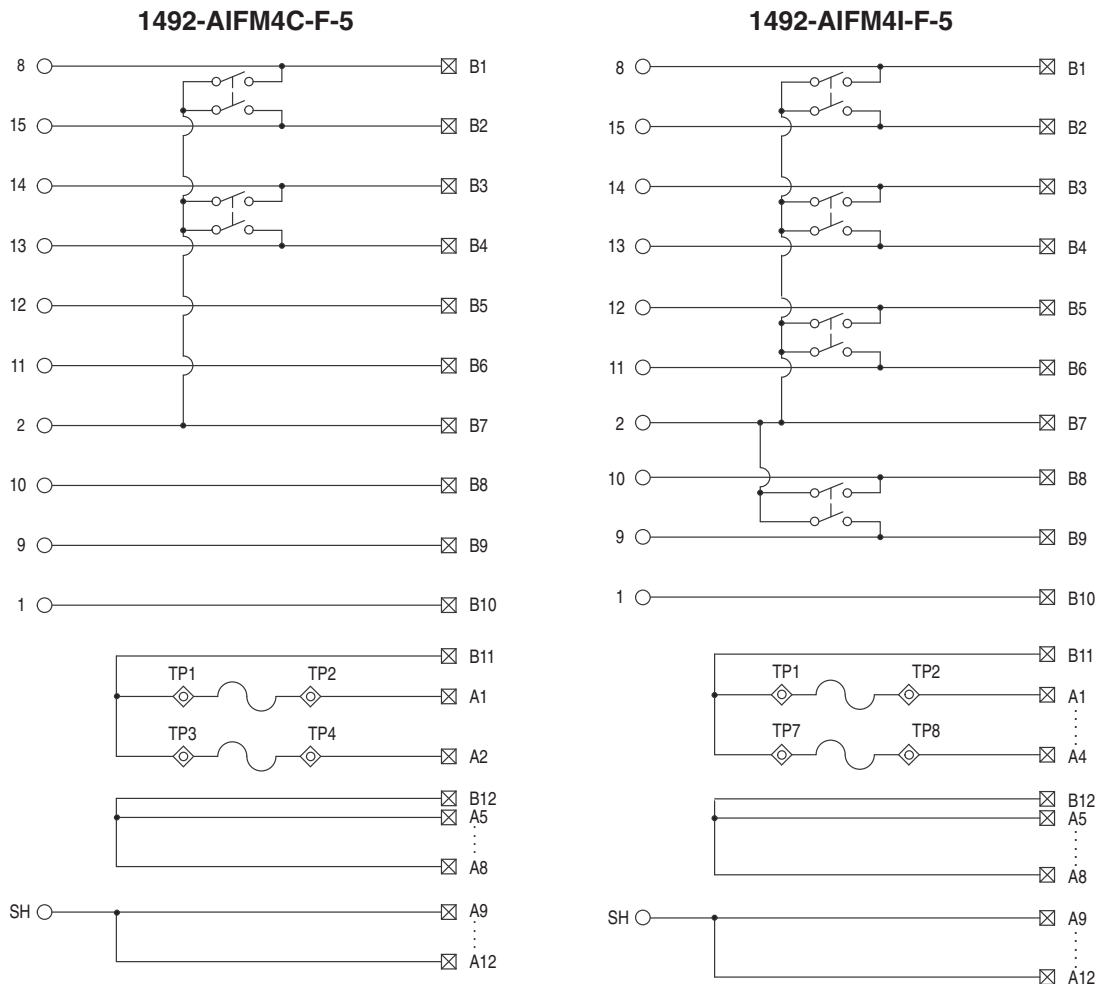 1492-AIFM4C-F-5
8 B1
15 B2
14 B3
13 B4
12 B5
11 B6
2 B7
10 B8
9 B9
1 B10
B11
TP1 TP2
A1
TP3 TP4
A2
B12
A5
A8
SH A9
A12
1492-AIFM4I-F-5
8 B1
15 B2
14 B3
13 B4
12 B5
11 B6
2 B7
10 B8
9 B9
1 B10
B11
TP1 TP2
A1
TP7 TP8
A4
B12
A5
A8
SH A9
A12